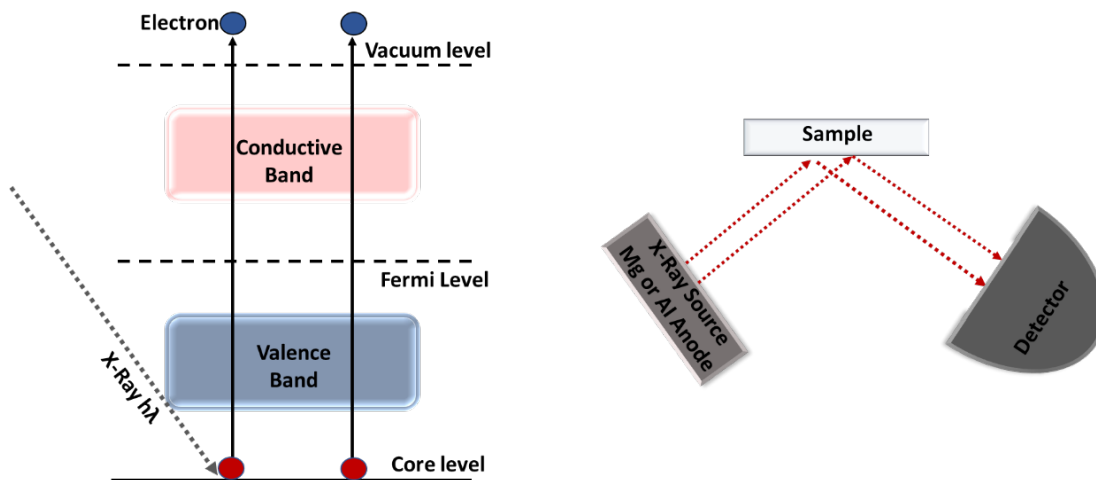 Electron
Vacuum level
Conductive
Band
Fermi Level
Valence
Band
X-Ray hλ
Core level
Sample
X-Ray Source
Mg or Al Anode
Detector